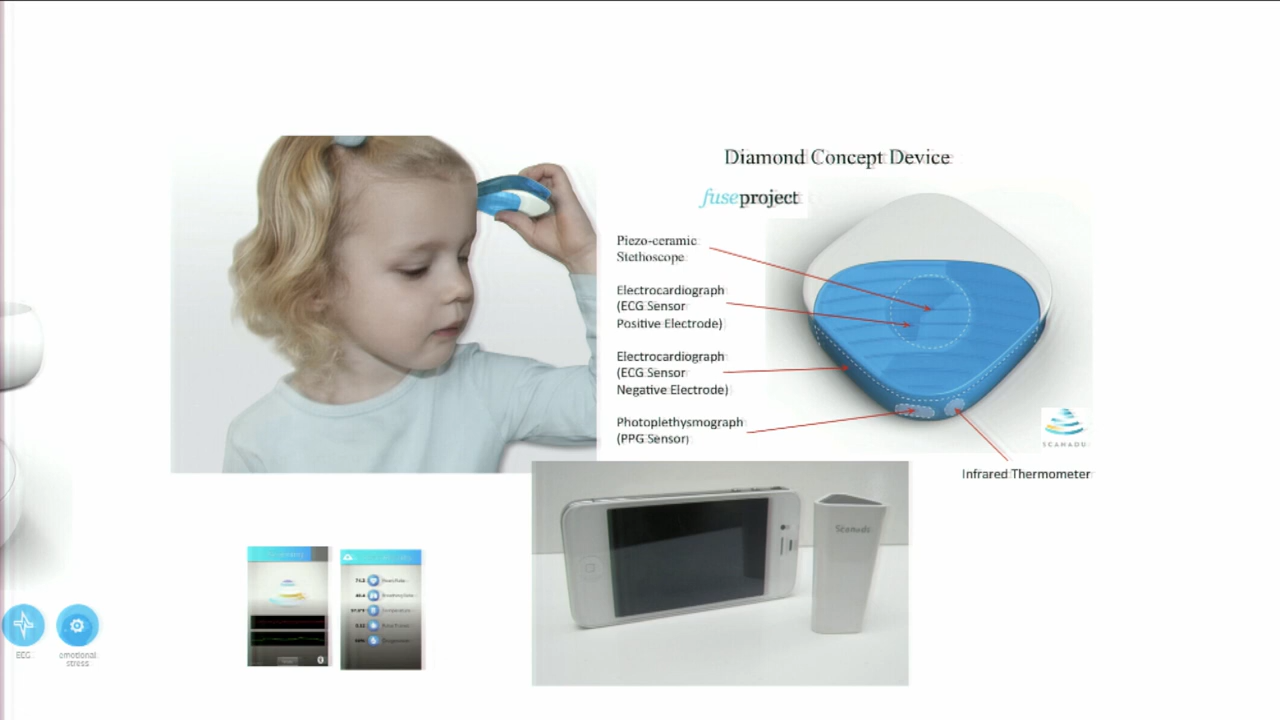 Diamond Concept Device
fuseproject
Piezo-ceramic
Stethoscope
Electrocardiograph
(ECG Sensor
Positive Electrode)
Electrocardiograph
(ECG Sensor
Negative Electrode)
Photoplethysmograph
(PPG Sensor)
SCANADU
Infrared Thermometer
Scanadu
ECG
emotional
stress